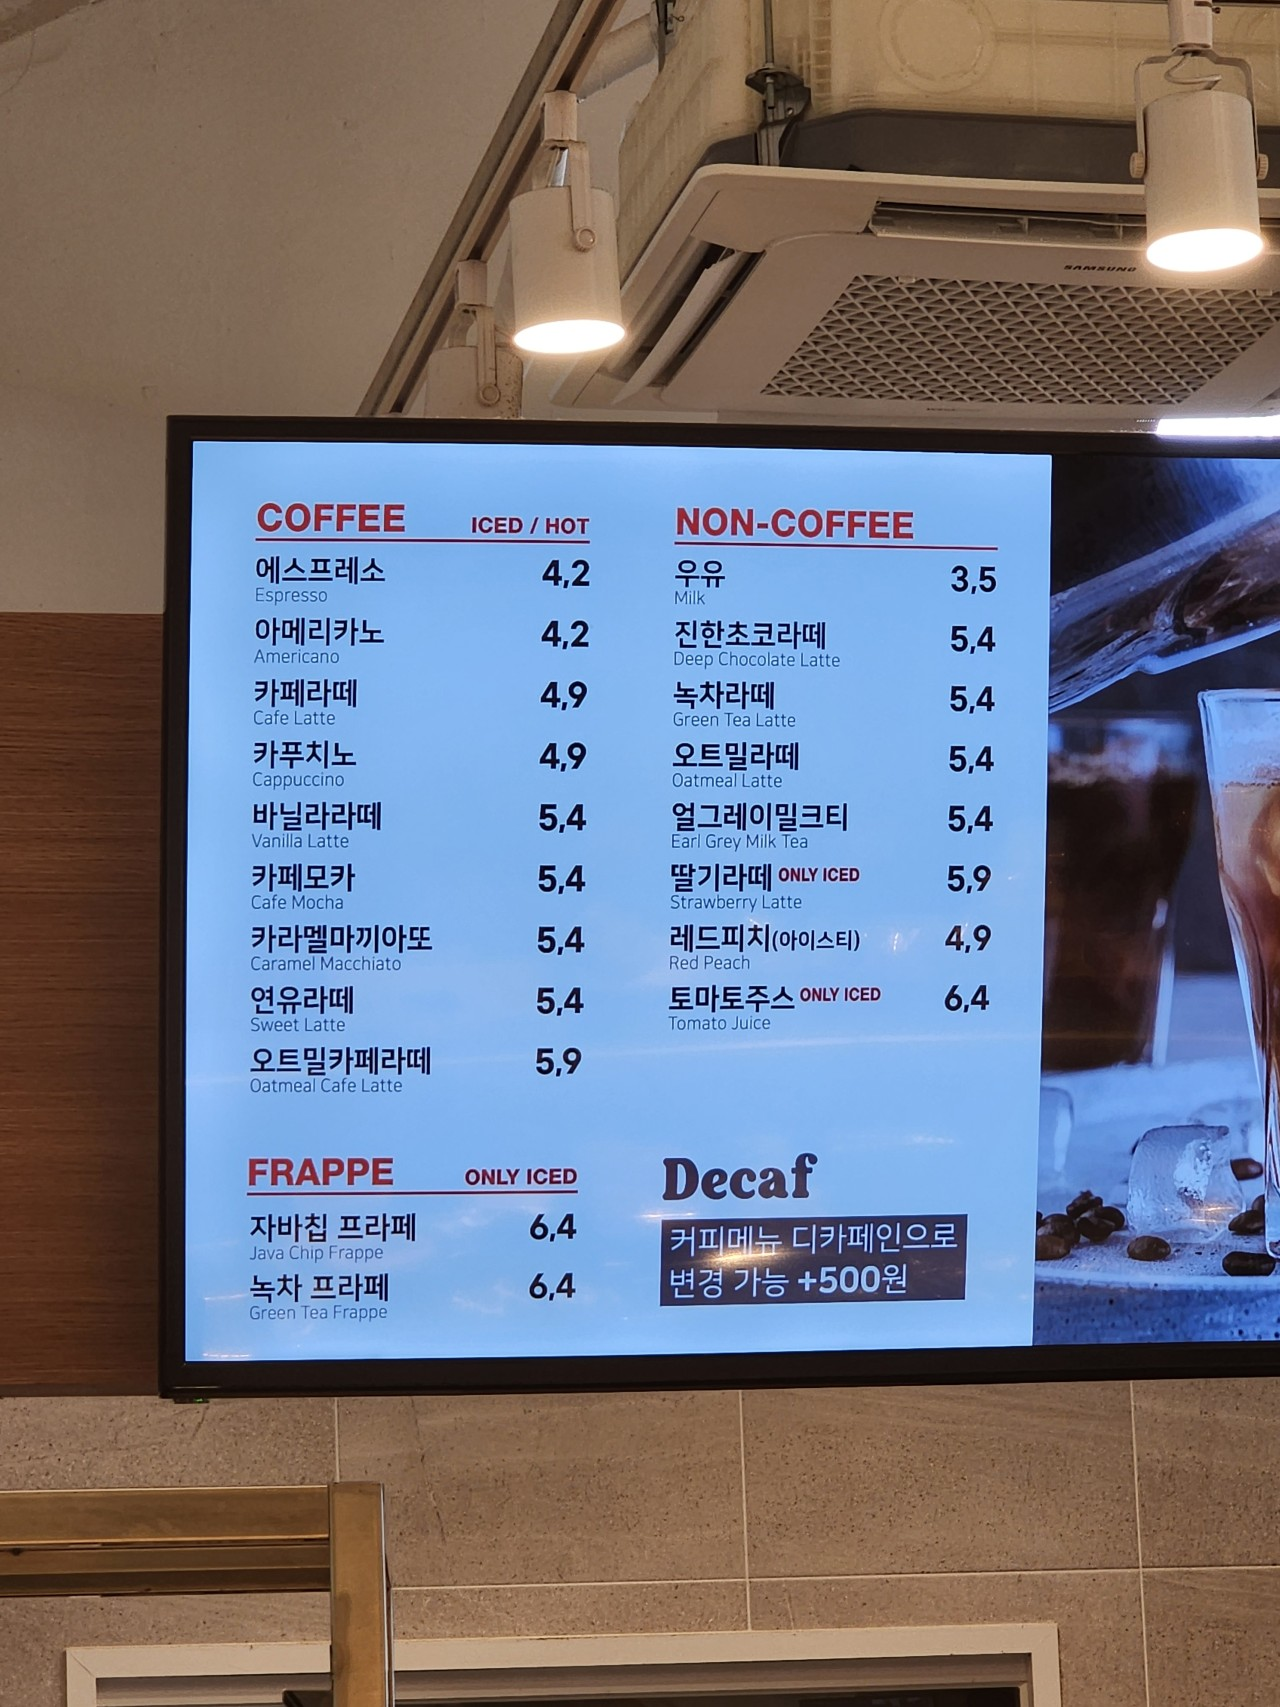 SAMSUNG
COFFEE ICED / HOT
에스프레소 4,2
Espresso
아메리카노 4,2
Americano
카페라떼 4,9
Cafe Latte
카푸치노 4,9
Cappuccino
바닐라라떼 5,4
Vanilla Latte
카페모카 5,4
Cafe Mocha
카라멜마끼아또 5,4
Caramel Macchiato
연유라떼 5,4
Sweet Latte
오트밀카페라떼 5,9
Oatmeal Cafe Latte
FRAPPE ONLY ICED
자바칩 프라페 6,4
Java Chip Frappe
녹차 프라페 6,4
Green Tea Frappe
NON-COFFEE
우유 3,5
Milk
진한초코라떼 5,4
Deep Chocolate Latte
녹차라떼 5,4
Green Tea Latte
오트밀라떼 5,4
Oatmeal Latte
얼그레이밀크티 5,4
Earl Grey Milk Tea
딸기라떼 ONLY ICED 5,9
Strawberry Latte
레드피치(아이스티) 4,9
Red Peach
토마토주스 ONLY ICED 6,4
Tomato Juice
Decaf
커피메뉴 디카페인으로
변경 가능 +500원